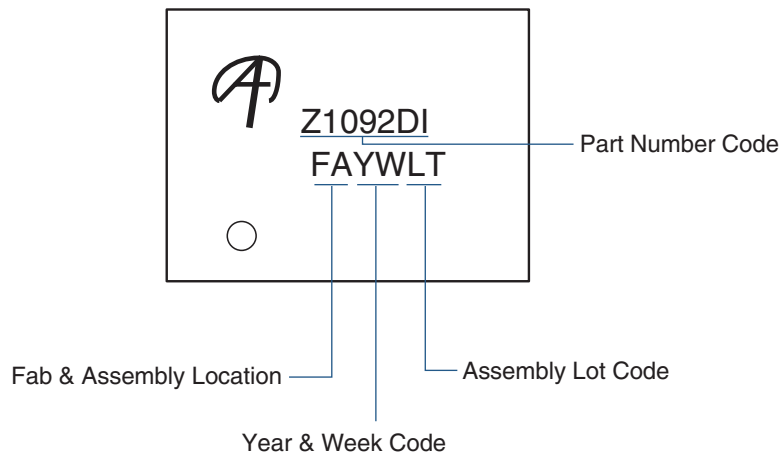 Z1092DI
Part Number Code
FAYWLT
Fab & Assembly Location
Assembly Lot Code
Year & Week Code